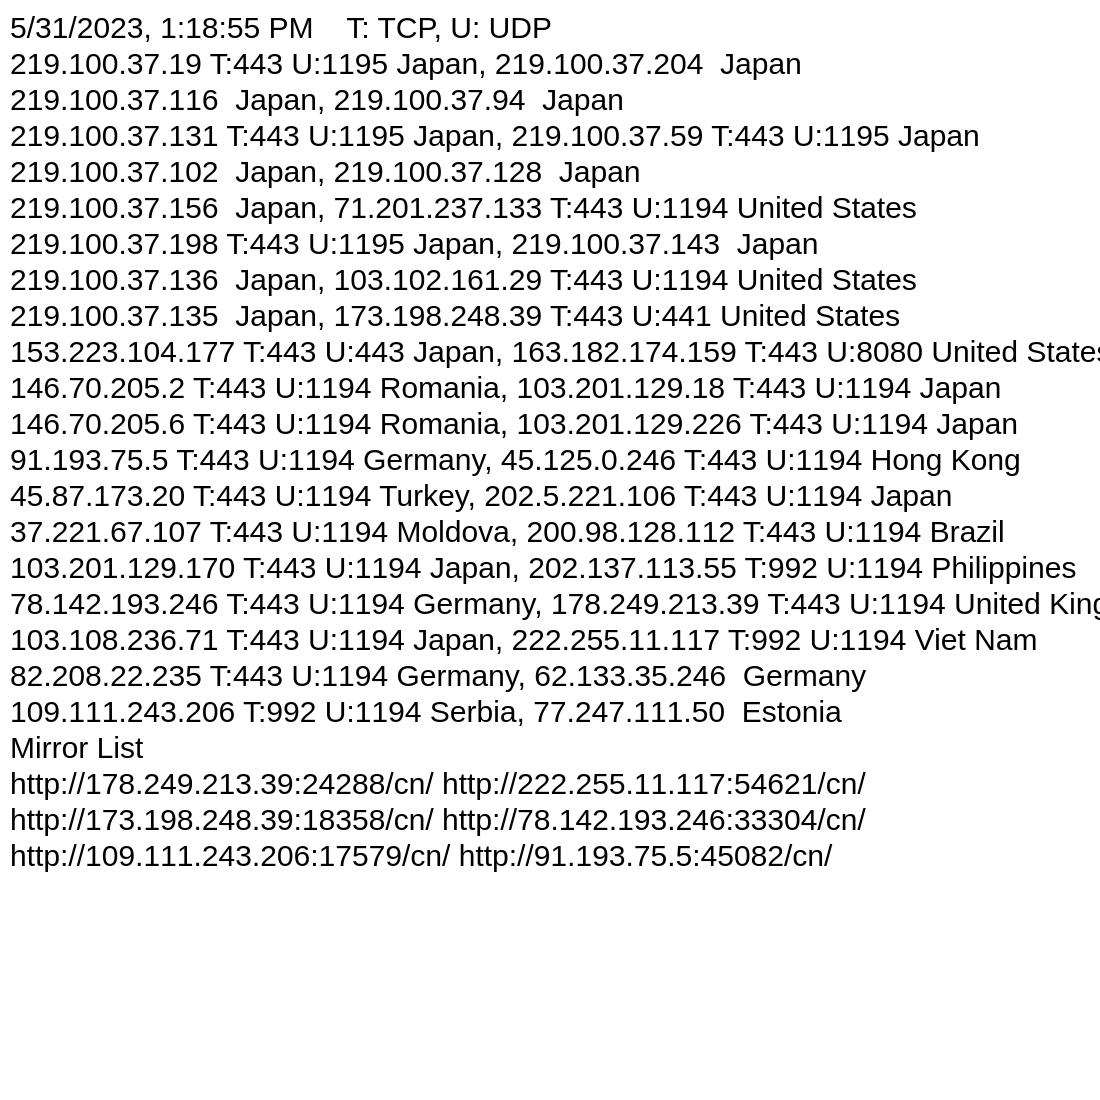 5/31/2023, 1:18:55 PM    T: TCP, U: UDP
219.100.37.19 T:443 U:1195 Japan, 219.100.37.204  Japan
219.100.37.116  Japan, 219.100.37.94  Japan
219.100.37.131 T:443 U:1195 Japan, 219.100.37.59 T:443 U:1195 Japan
219.100.37.102  Japan, 219.100.37.128  Japan
219.100.37.156  Japan, 71.201.237.133 T:443 U:1194 United States
219.100.37.198 T:443 U:1195 Japan, 219.100.37.143  Japan
219.100.37.136  Japan, 103.102.161.29 T:443 U:1194 United States
219.100.37.135  Japan, 173.198.248.39 T:443 U:441 United States
153.223.104.177 T:443 U:443 Japan, 163.182.174.159 T:443 U:8080 United States
146.70.205.2 T:443 U:1194 Romania, 103.201.129.18 T:443 U:1194 Japan
146.70.205.6 T:443 U:1194 Romania, 103.201.129.226 T:443 U:1194 Japan
91.193.75.5 T:443 U:1194 Germany, 45.125.0.246 T:443 U:1194 Hong Kong
45.87.173.20 T:443 U:1194 Turkey, 202.5.221.106 T:443 U:1194 Japan
37.221.67.107 T:443 U:1194 Moldova, 200.98.128.112 T:443 U:1194 Brazil
103.201.129.170 T:443 U:1194 Japan, 202.137.113.55 T:992 U:1194 Philippines
78.142.193.246 T:443 U:1194 Germany, 178.249.213.39 T:443 U:1194 United King
103.108.236.71 T:443 U:1194 Japan, 222.255.11.117 T:992 U:1194 Viet Nam
82.208.22.235 T:443 U:1194 Germany, 62.133.35.246  Germany
109.111.243.206 T:992 U:1194 Serbia, 77.247.111.50  Estonia
Mirror List
http://178.249.213.39:24288/cn/ http://222.255.11.117:54621/cn/
http://173.198.248.39:18358/cn/ http://78.142.193.246:33304/cn/
http://109.111.243.206:17579/cn/ http://91.193.75.5:45082/cn/